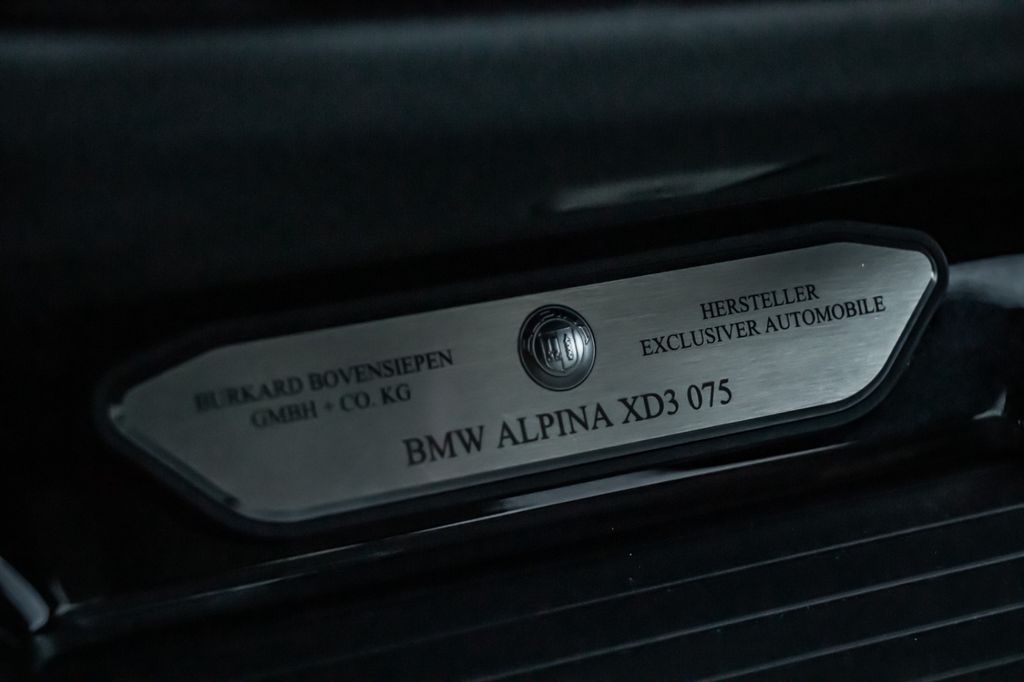 BURKARD BOVENSIEPEN
GMBH + CO. KG
HERSTELLER
EXCLUSIVER AUTOMOBILE
BMW ALPINA XD3 075